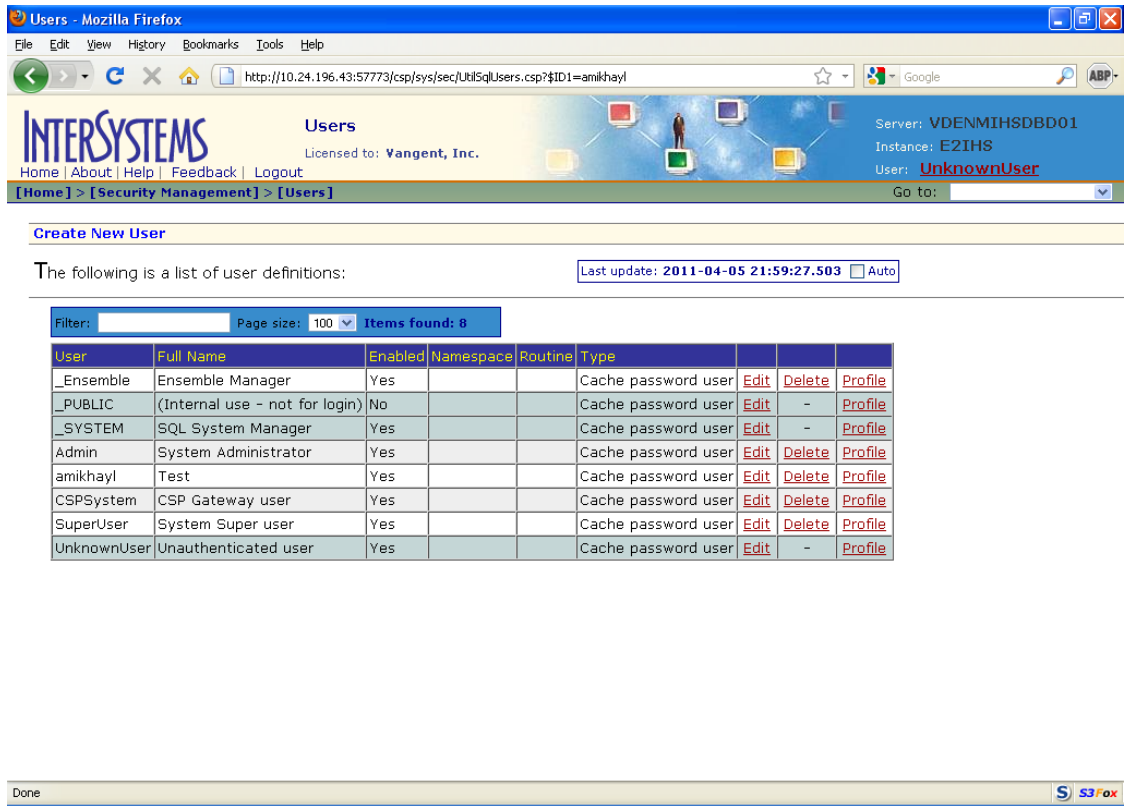 Users - Mozilla Firefox
File Edit View History Bookmarks Tools Help
http://10.24.196.43:57773/csp/sys/sec/UtilSqlUsers.csp?$ID1=amikhayl
Google
ABP
INTERSYSTEMS
Users
Licensed to: Vangent, Inc.
Server: VDENMIHSDBD01
Instance: E2IHS
User: UnknownUser
Home | About | Help | Feedback | Logout
[Home] > [Security Management] > [Users]
Go to:
Create New User
The following is a list of user definitions:
Last update: 2011-04-05 21:59:27.503 Auto
Filter: Page size: 100 Items found: 8
User Full Name Enabled Namespace Routine Type
_Ensemble Ensemble Manager Yes Cache password user Edit Delete Profile
_PUBLIC (Internal use - not for login) No Cache password user Edit - Profile
_SYSTEM SQL System Manager Yes Cache password user Edit - Profile
Admin System Administrator Yes Cache password user Edit Delete Profile
amikhayl Test Yes Cache password user Edit Delete Profile
CSPSystem CSP Gateway user Yes Cache password user Edit Delete Profile
SuperUser System Super user Yes Cache password user Edit Delete Profile
UnknownUser Unauthenticated user Yes Cache password user Edit - Profile
Done
S S3Fox